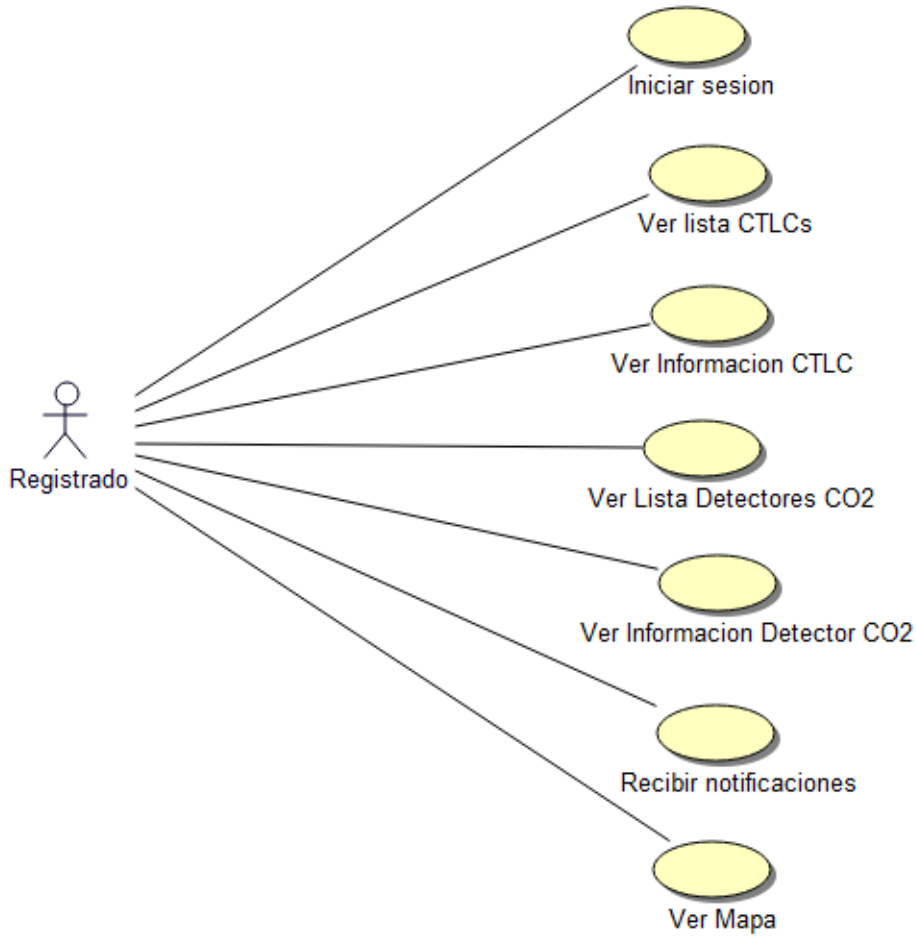 Iniciar sesion
Ver lista CTLCs
Ver Informacion CTLC
Registrado
Ver Lista Detectores CO2
Ver Informacion Detector CO2
Recibir notificaciones
Ver Mapa